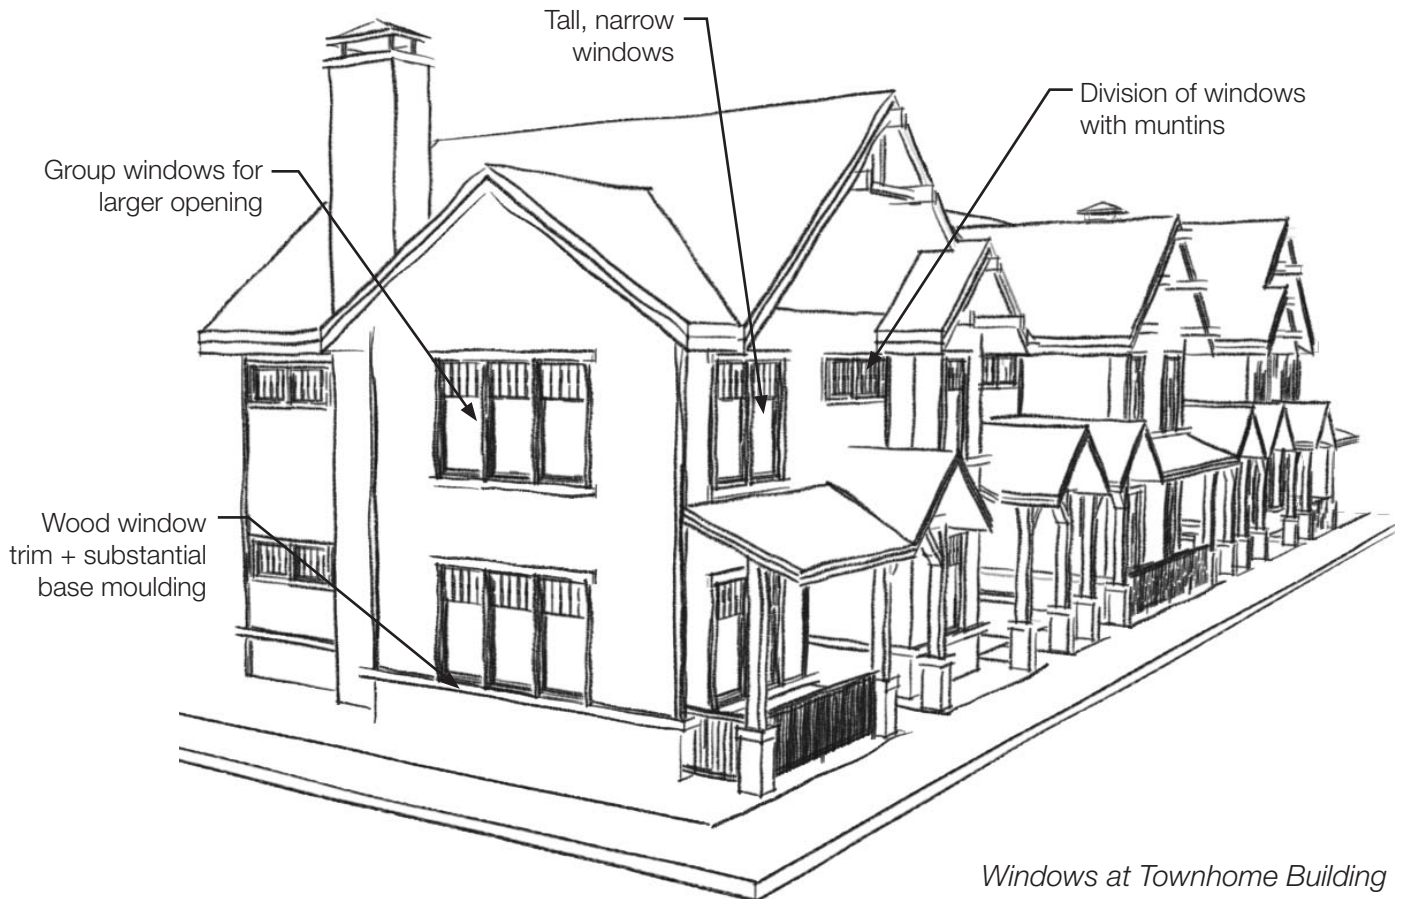 Tall, narrow
windows
Division of windows
with muntins
Group windows for
larger opening
Wood window
trim + substantial
base moulding
Windows at Townhome Building